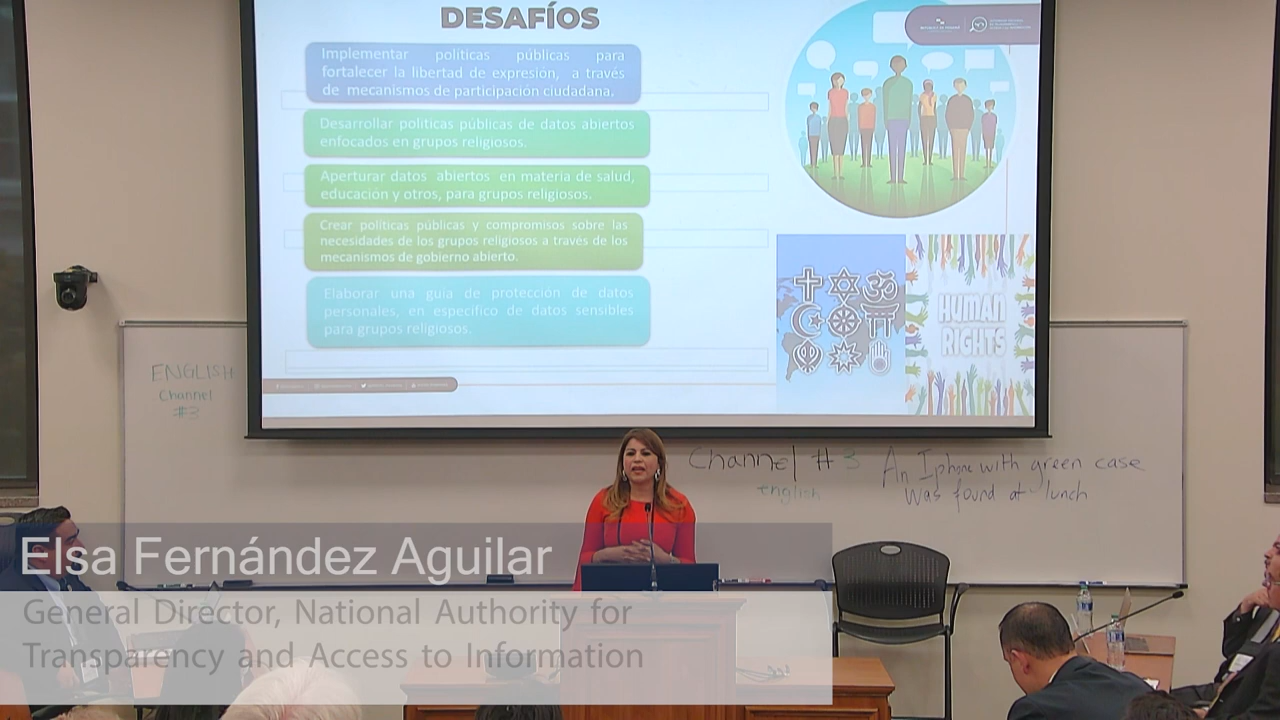 DESAFÍOS
Implementar políticas públicas para
fortalecer la libertad de expresión, a través
de mecanismos de participación ciudadana.
Desarrollar políticas públicas de datos abiertos
enfocados en grupos religiosos.
Aperturar datos abiertos en materia de salud,
educación y otros, para grupos religiosos.
Crear políticas públicas y compromisos sobre las
necesidades de los grupos religiosos a través de los
mecanismos de gobierno abierto.
Elaborar una guía de protección de datos
personales, en específico de datos sensibles
para grupos religiosos.
HUMAN
RIGHTS
ENGLISH
Channel
#3
Channel # 3
english
An Iphone with green case
was found at lunch
Elsa Fernández Aguilar
General Director, National Authority for
Transparency and Access to Information